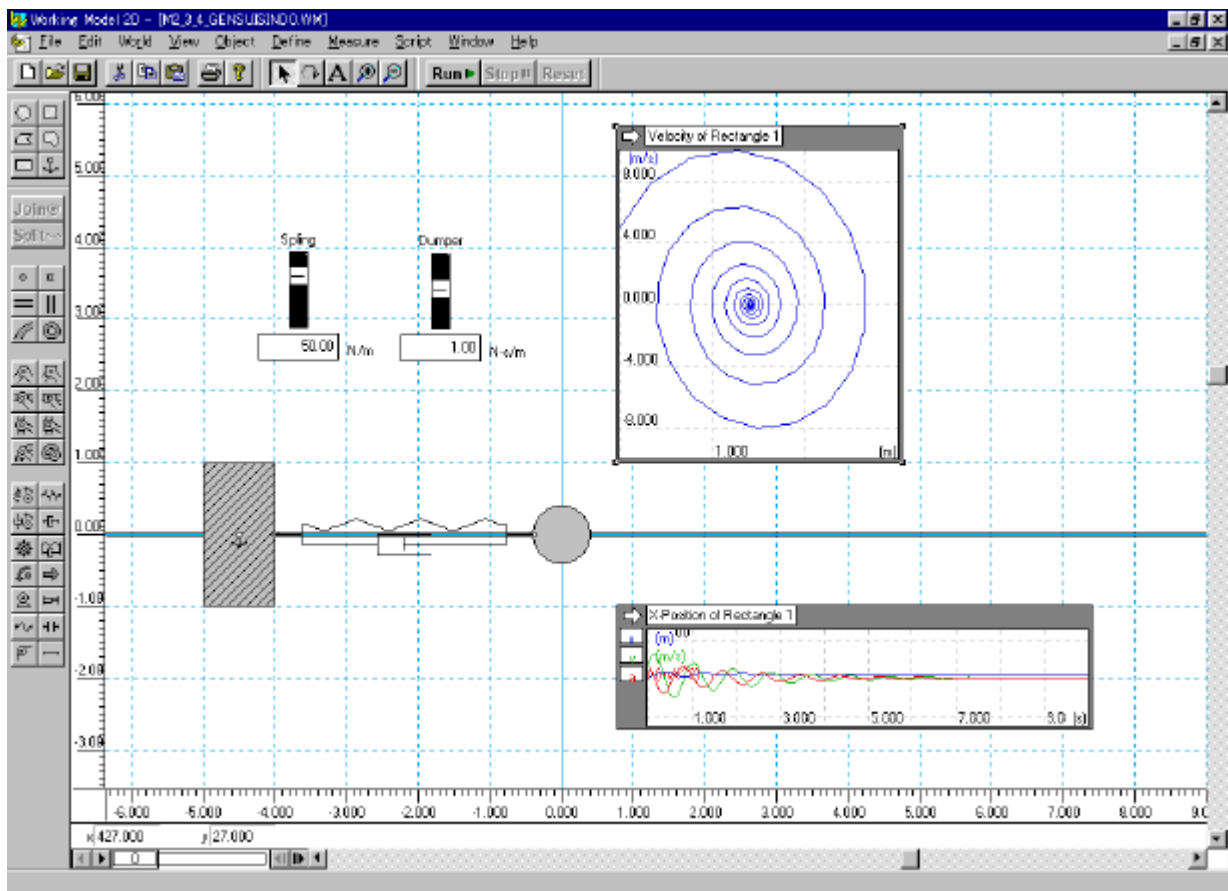 Working Model 2D - [M2_3_4_GENSUISINDO.WM]
File Edit World View Object Define Measure Script Window Help
Run Stop Reset
Join
Split
6.000
5.000
4.000
3.000
2.000
1.000
0.000
-1.000
-2.000
-3.000
Spling
50.00 N/m
Dumper
1.00 N-s/m
Velocity of Rectangle 1
(m/s)
8.000
4.000
0.000
-4.000
-8.000
1.000 [m]
X-Position of Rectangle 1
x (m)
v (m/s)
a
1.000 3.000 5.000 7.000 9.0 [s]
-6.000 -5.000 -4.000 -3.000 -2.000 -1.000 0.000 1.000 2.000 3.000 4.000 5.000 6.000 7.000 8.000 9.0
x 427.000 y 27.000
0